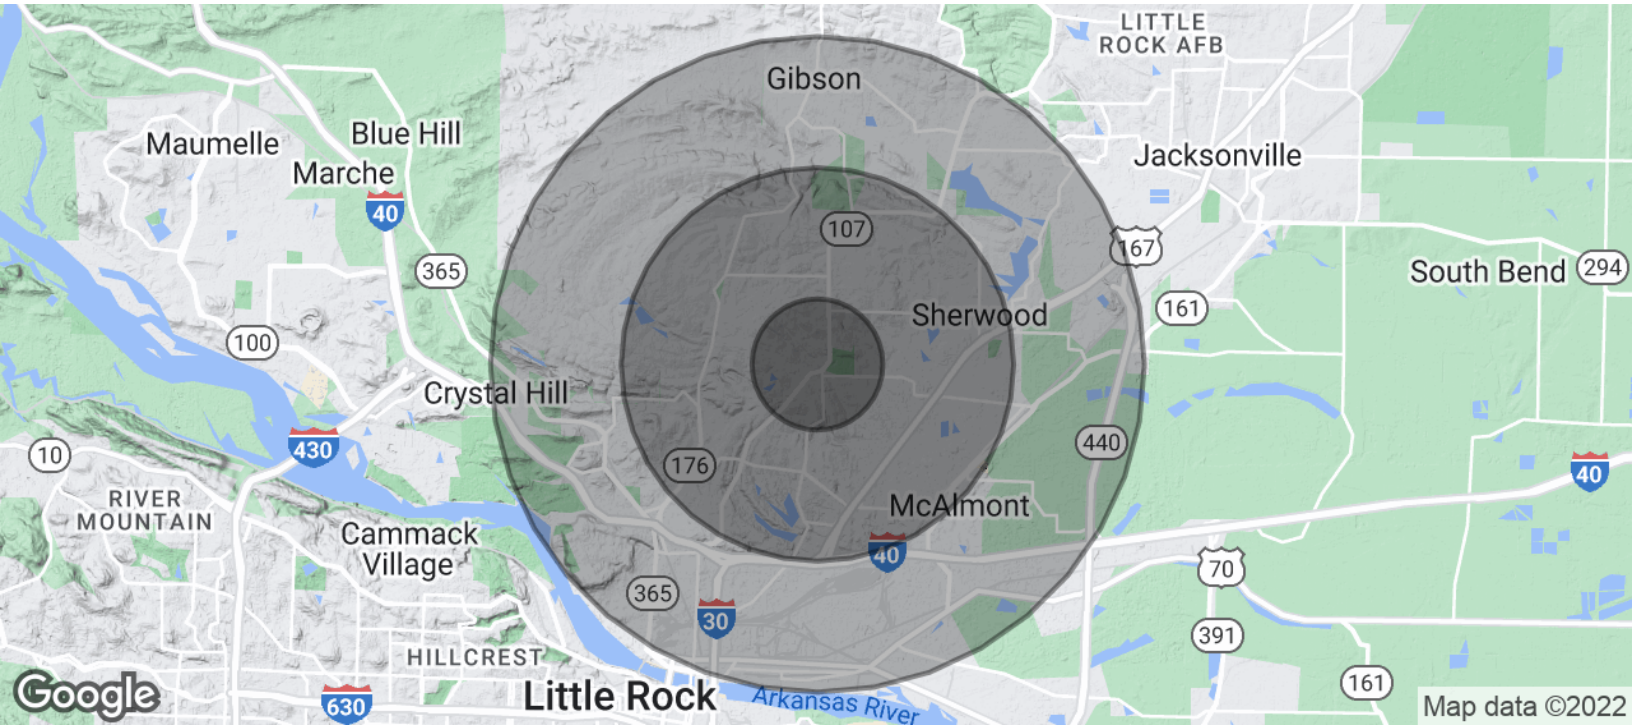 LITTLE
ROCK AFB
Gibson
Maumelle
Blue Hill
Marche
Jacksonville
40
107
167
365
South Bend
294
161
Sherwood
100
Crystal Hill
430
10
176
440
40
RIVER
MOUNTAIN
McAlmont
Cammack
Village
40
70
365
30
391
HILLCREST
161
Google
630
Little Rock
Arkansas River
Map data ©2022